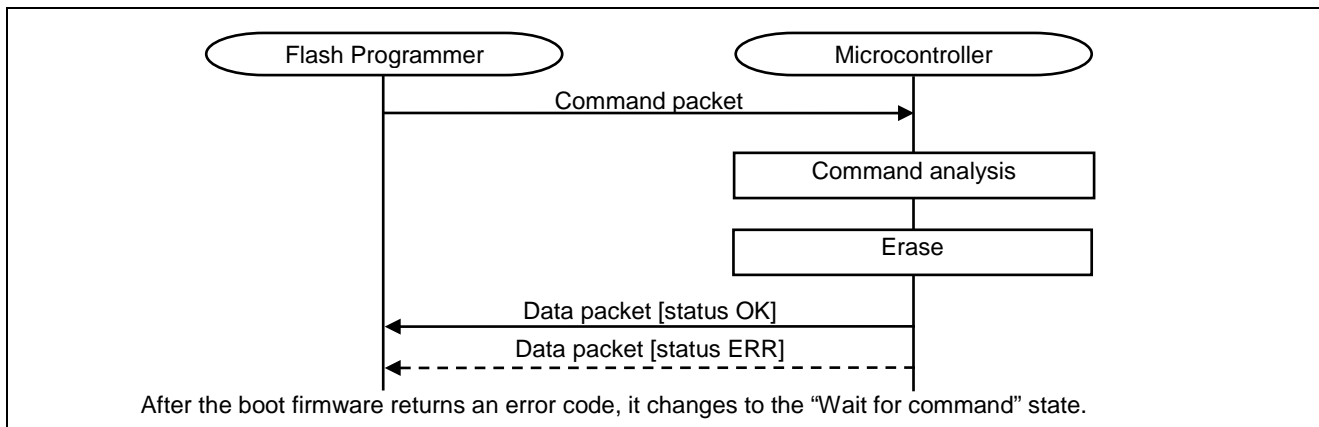 Flash Programmer
Microcontroller
Command packet
Command analysis
Erase
Data packet [status OK]
Data packet [status ERR]
After the boot firmware returns an error code, it changes to the “Wait for command” state.